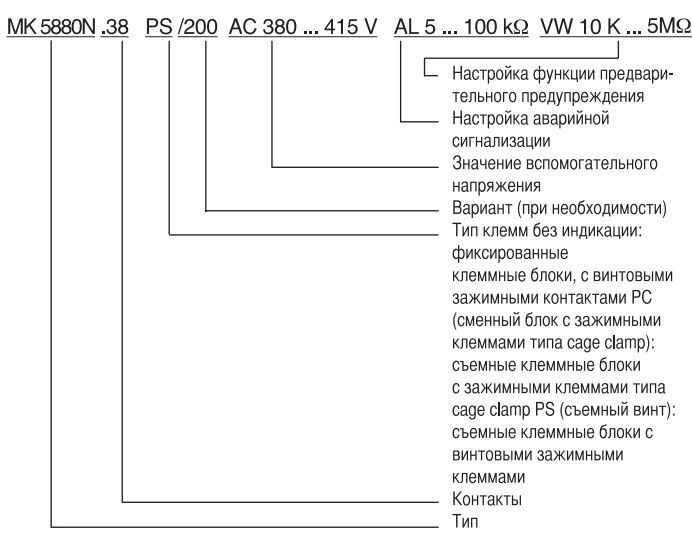 MK 5880N .38 PS /200 AC 380 ... 415 V AL 5 ... 100 kΩ VW 10 K ... 5MΩ
Настройка функции предвари-
тельного предупреждения
Настройка аварийной
сигнализации
Значение вспомогательного
напряжения
Вариант (при необходимости)
Тип клемм без индикации:
фиксированные
клеммные блоки, с винтовыми
зажимными контактами PC
(сменный блок с зажимными
клеммами типа cage clamp):
съемные клеммные блоки
с зажимными клеммами типа
cage clamp PS (съемный винт):
съемные клеммные блоки с
винтовыми зажимными
клеммами
Контакты
Тип